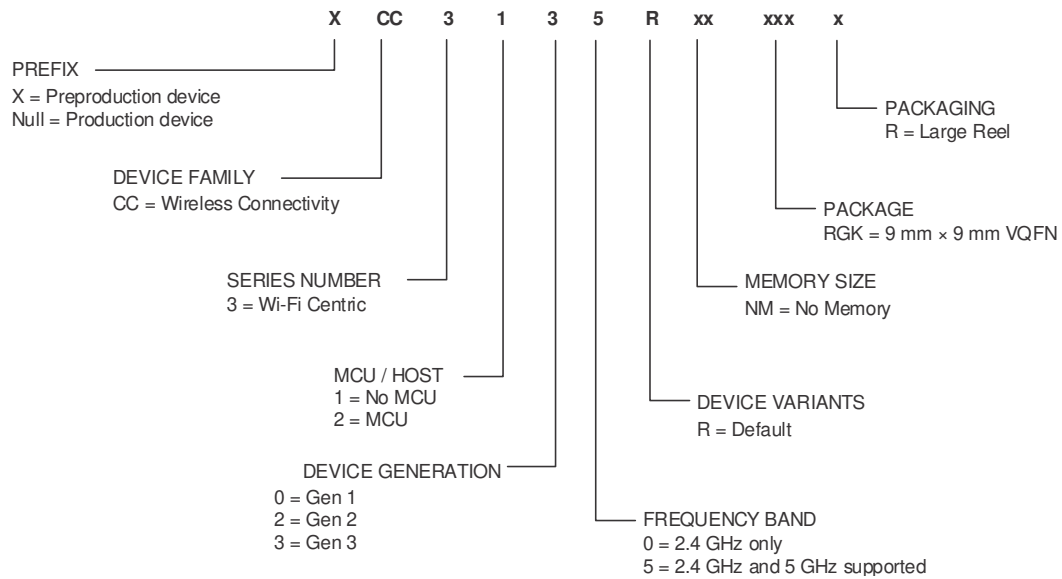 X CC 3 1 3 5 R xx xxx x
PREFIX
X = Preproduction device
Null = Production device
PACKAGING
R = Large Reel
DEVICE FAMILY
CC = Wireless Connectivity
PACKAGE
RGK = 9 mm × 9 mm VQFN
SERIES NUMBER
3 = Wi-Fi Centric
MEMORY SIZE
NM = No Memory
MCU / HOST
1 = No MCU
2 = MCU
DEVICE VARIANTS
R = Default
DEVICE GENERATION
0 = Gen 1
2 = Gen 2
3 = Gen 3
FREQUENCY BAND
0 = 2.4 GHz only
5 = 2.4 GHz and 5 GHz supported